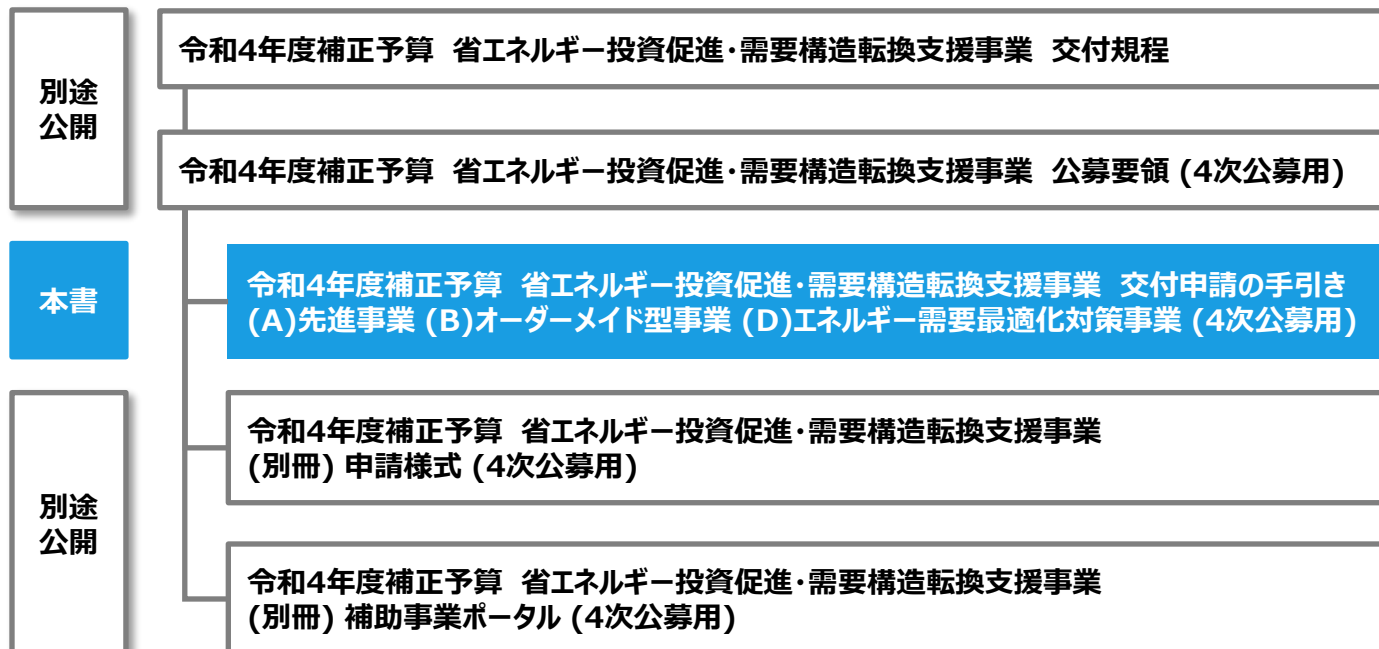 別途
公開
令和4年度補正予算 省エネルギー投資促進・需要構造転換支援事業 交付規程
令和4年度補正予算 省エネルギー投資促進・需要構造転換支援事業 公募要領 (4次公募用)
本書
令和4年度補正予算 省エネルギー投資促進・需要構造転換支援事業 交付申請の手引き
(A)先進事業 (B)オーダーメイド型事業 (D)エネルギー需要最適化対策事業 (4次公募用)
別途
公開
令和4年度補正予算 省エネルギー投資促進・需要構造転換支援事業
(別冊) 申請様式 (4次公募用)
令和4年度補正予算 省エネルギー投資促進・需要構造転換支援事業
(別冊) 補助事業ポータル (4次公募用)